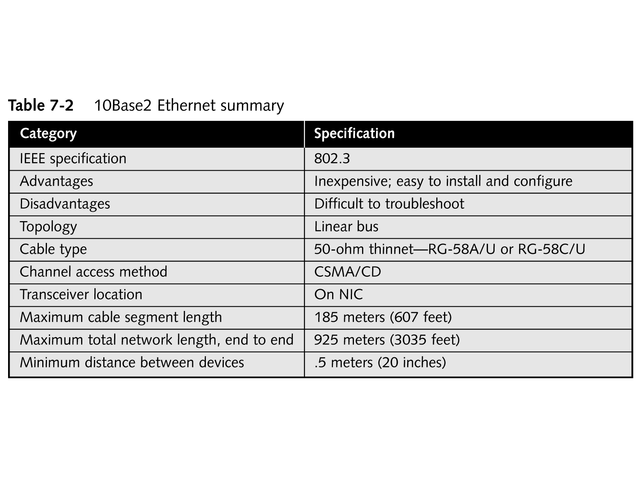 Table 7-2 10Base2 Ethernet summary
Category Specification
IEEE specification 802.3
Advantages Inexpensive; easy to install and configure
Disadvantages Difficult to troubleshoot
Topology Linear bus
Cable type 50-ohm thinnet—RG-58A/U or RG-58C/U
Channel access method CSMA/CD
Transceiver location On NIC
Maximum cable segment length 185 meters (607 feet)
Maximum total network length, end to end 925 meters (3035 feet)
Minimum distance between devices .5 meters (20 inches)